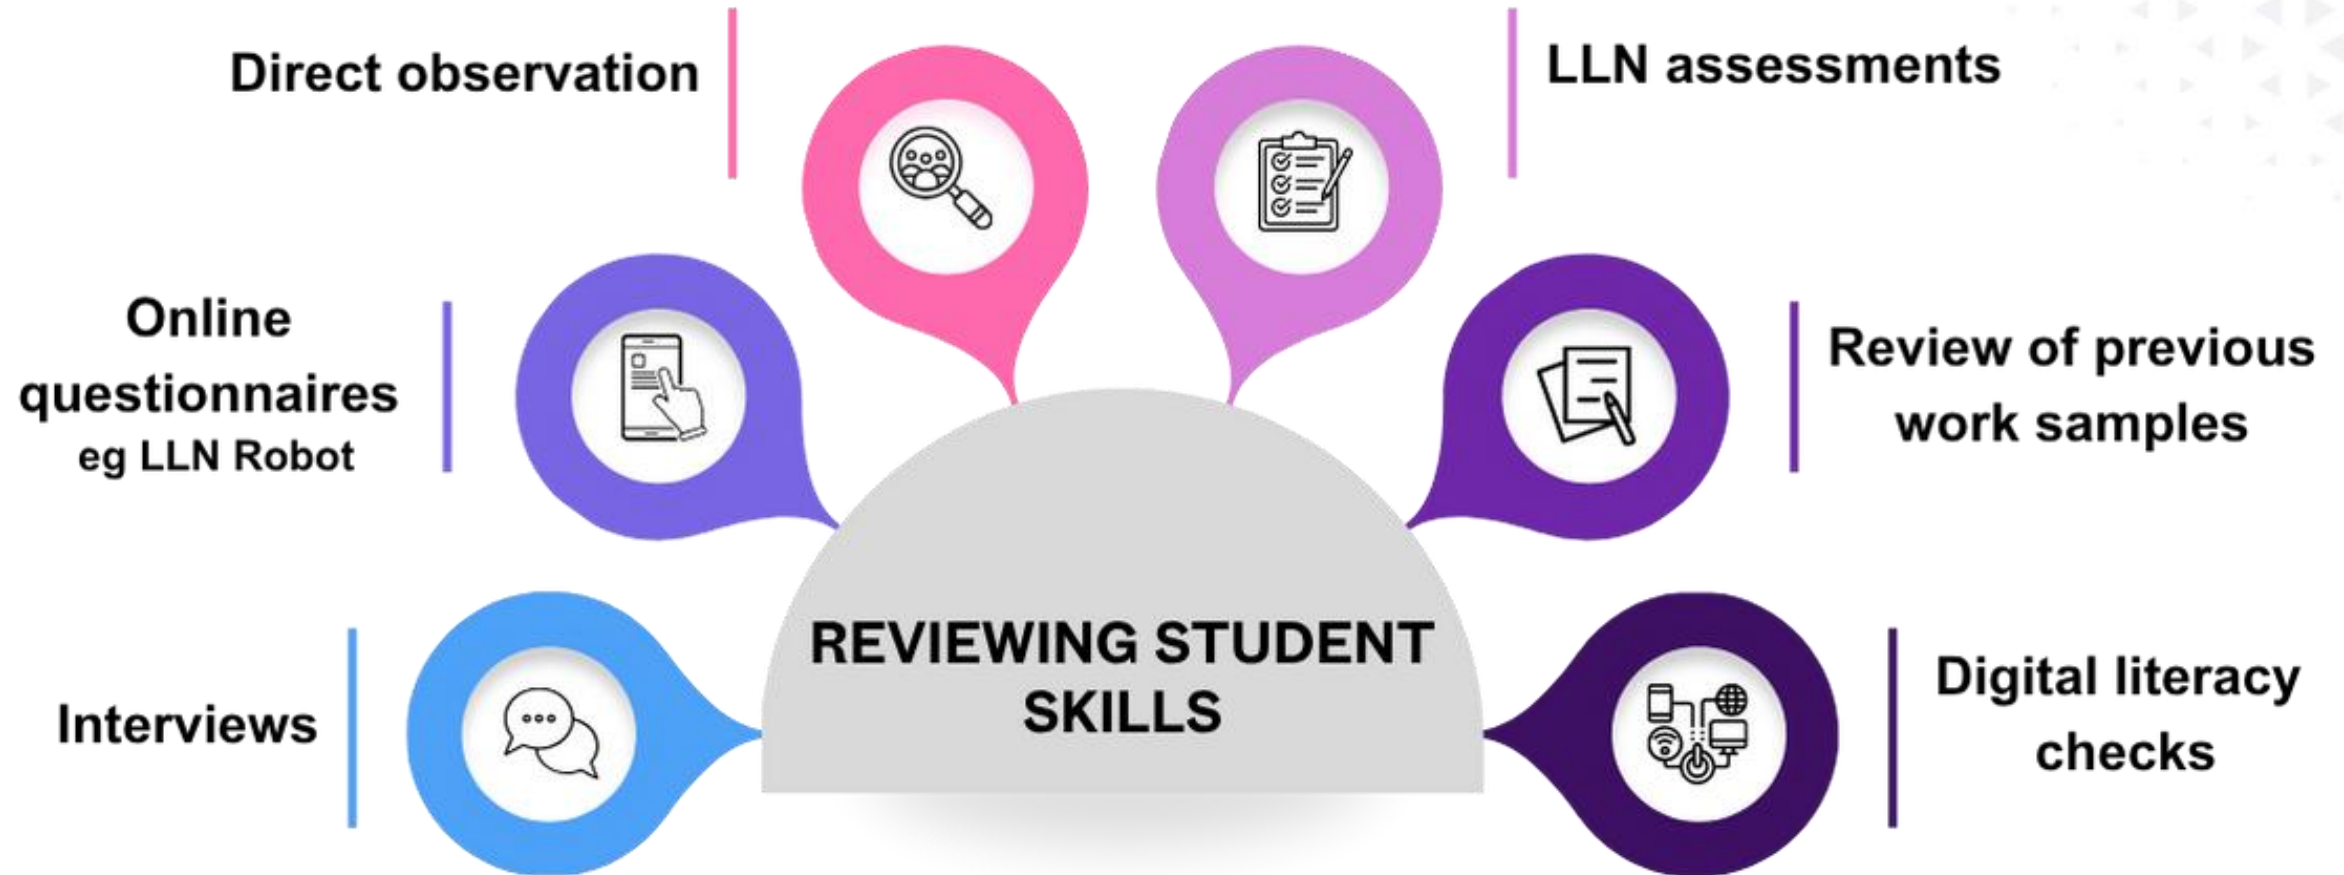 Direct observation
LLN assessments
Online
questionnaires
eg LLN Robot
Review of previous
work samples
Interviews
REVIEWING STUDENT
SKILLS
Digital literacy
checks